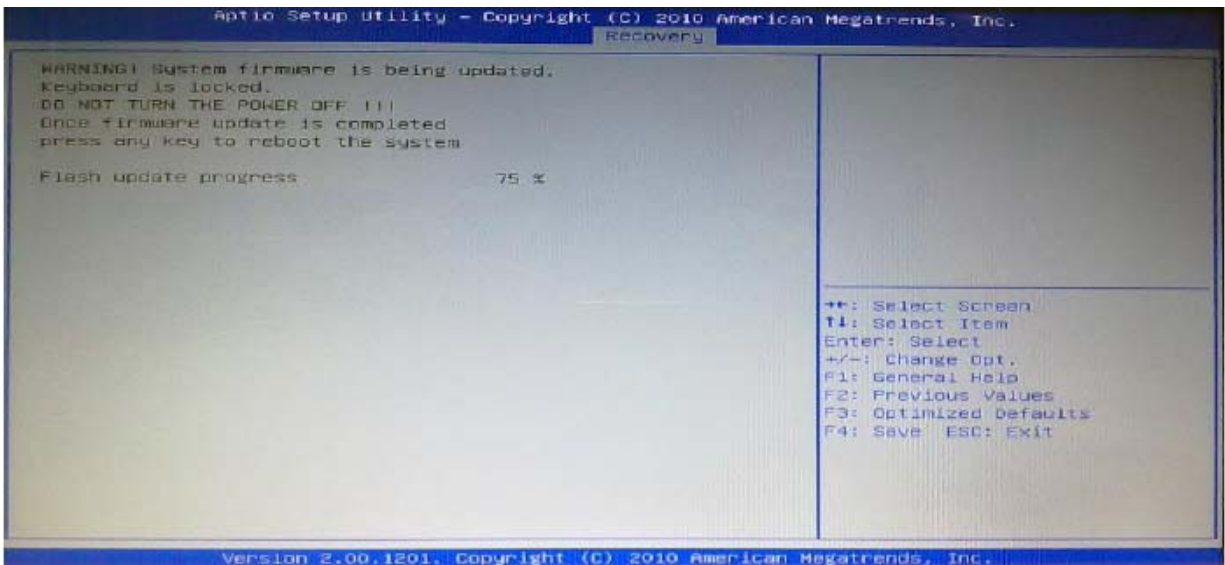 Aptio Setup Utility - Copyright (C) 2010 American Megatrends, Inc.
Recovery
WARNING! System firmware is being updated.
Keyboard is locked.
DO NOT TURN THE POWER OFF !!!
Once firmware update is completed
press any key to reboot the system
Flash update progress 75 %
→←: Select Screen
↑↓: Select Item
Enter: Select
+/-: Change Opt.
F1: General Help
F2: Previous Values
F3: Optimized Defaults
F4: Save ESC: Exit
Version 2.00.1201. Copyright (C) 2010 American Megatrends, Inc.